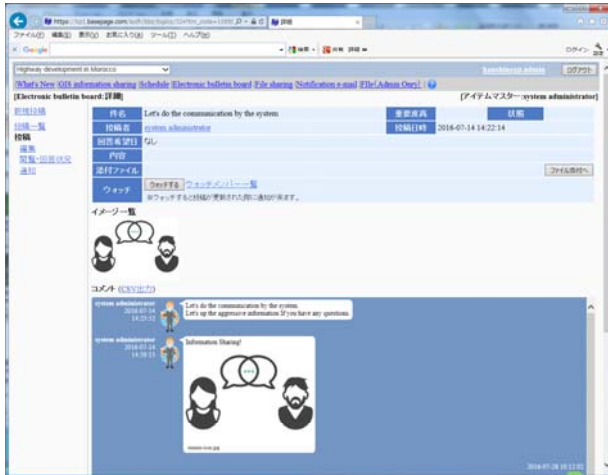 ファイル(F) 編集(E) 表示(V) お気に入り(A) ツール(T) ヘルプ(H)
Google
Highway development in Morocco
ログアウト
What's New GIS information sharing Schedule Electronic bulletin board File sharing Notification e-mail
[Electronic bulletin board:詳細]
[アイテムマスター:system administrator]
新規投稿
投稿一覧
投稿
編集
閲覧・回答状況
通知
件名 Let's do the communication by the system 重要度高 状態
投稿者 system administrator 投稿日時 2016-07-14 14:22:14
回答希望日 なし
内容
添付ファイル ファイル添付へ
ウォッチ ウォッチする ウォッチメンバー一覧
※ウォッチすると投稿が更新された際に通知が来ます。
イメージ一覧
コメント (CSV出力)
system administrator
2016-07-14
Let's do the communication by the system.
Let's up the aggressive information If you have any questions.
system administrator
2016-07-14
Information Sharing!